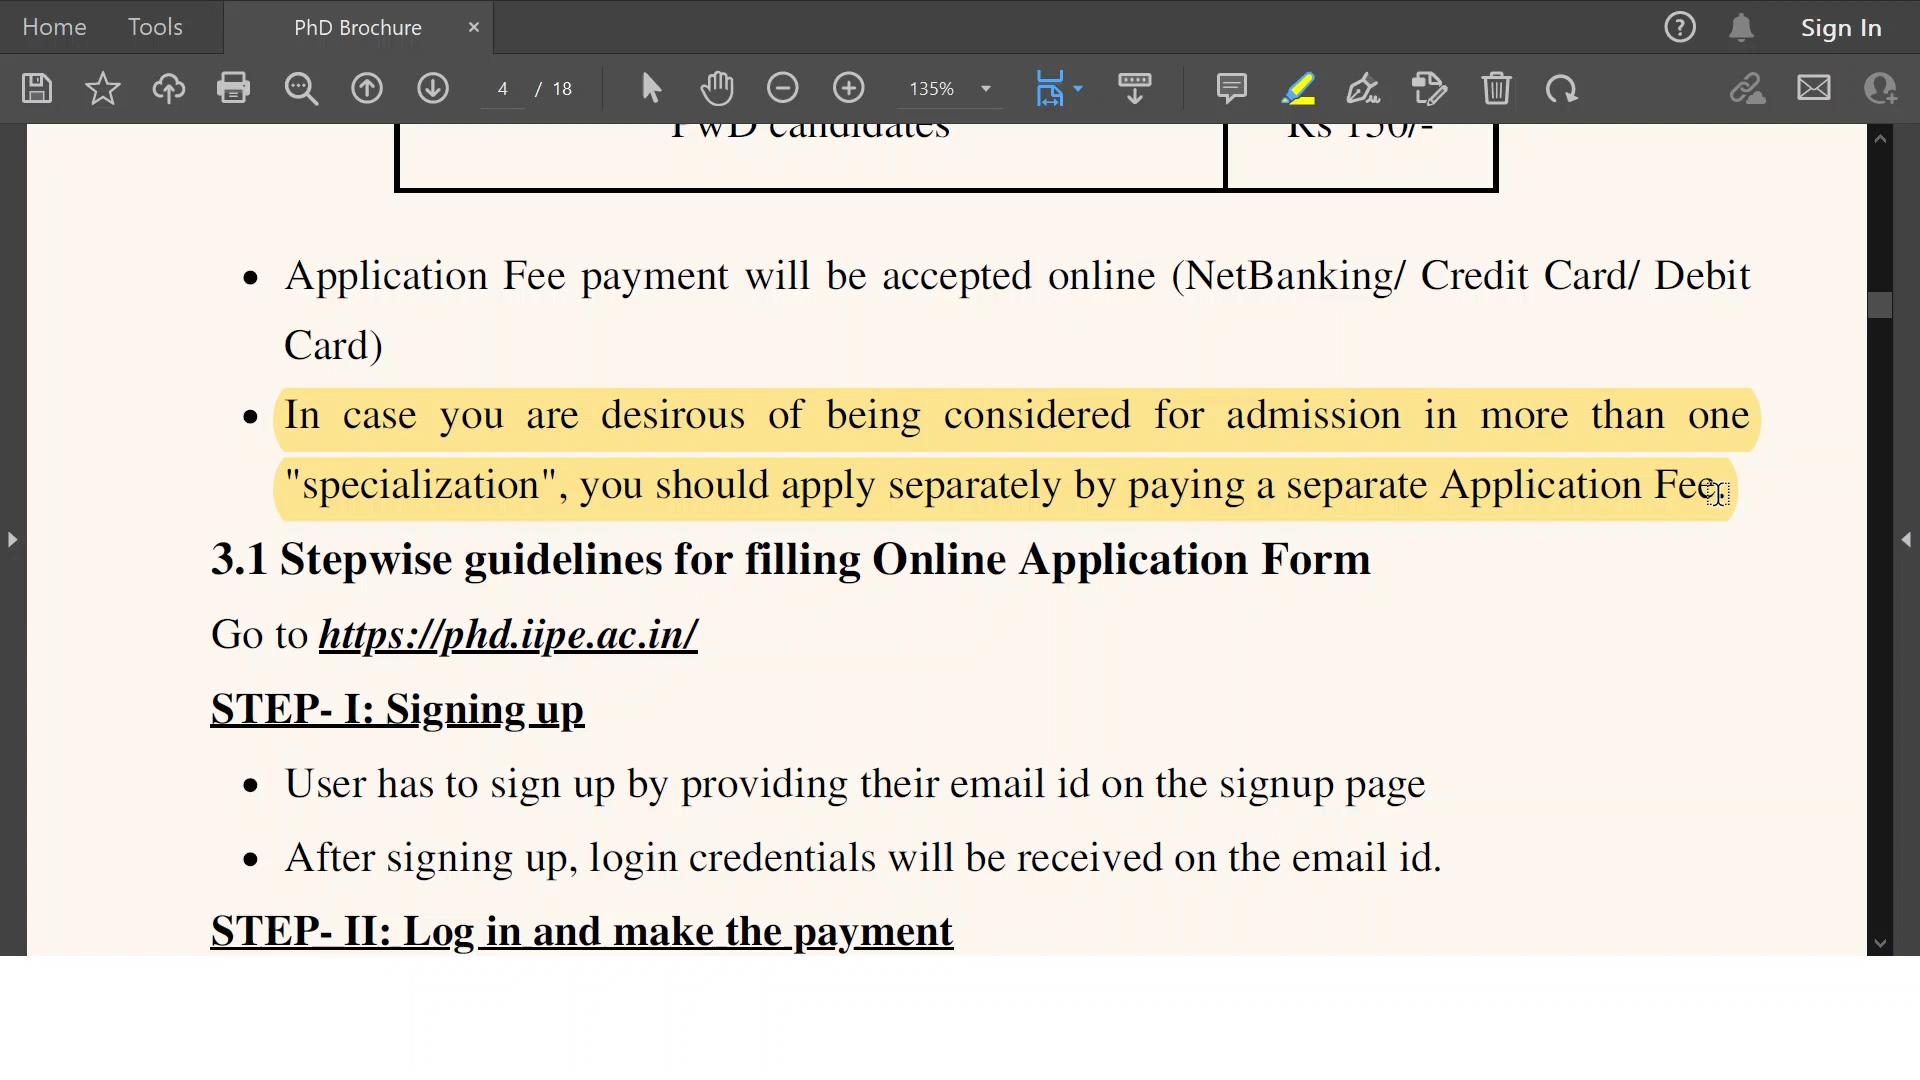 Home Tools PhD Brochure × ? Sign In
4 / 18 135%
PwD candidates Rs 150/-
• Application Fee payment will be accepted online (NetBanking/ Credit Card/ Debit
Card)
• In case you are desirous of being considered for admission in more than one
"specialization", you should apply separately by paying a separate Application Fee.
3.1 Stepwise guidelines for filling Online Application Form
Go to https://phd.iipe.ac.in/
STEP- I: Signing up
• User has to sign up by providing their email id on the signup page
• After signing up, login credentials will be received on the email id.
STEP- II: Log in and make the payment